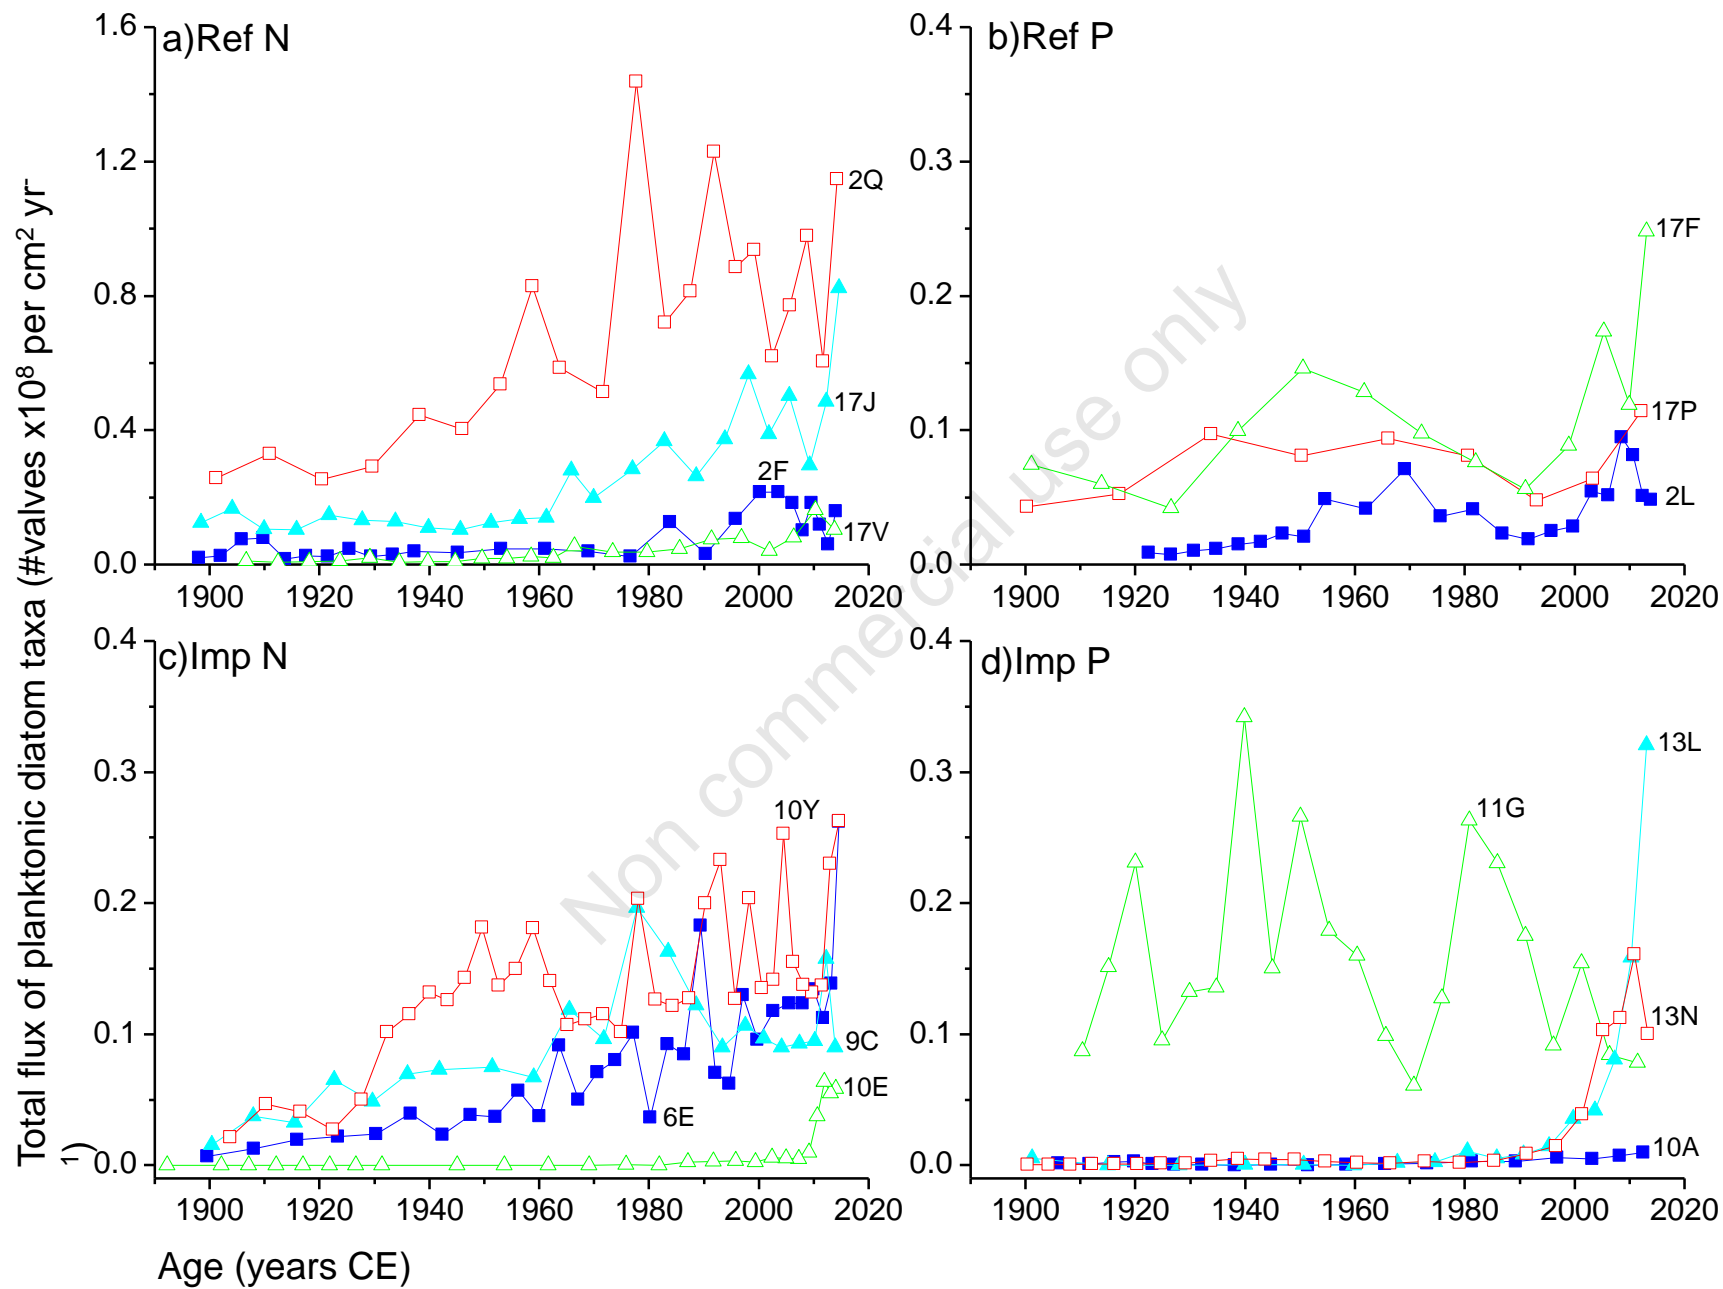 Total flux of planktonic diatom taxa (#valves x10⁸ per cm² yr⁻
¹)
a)Ref N
1.6
1.2
0.8
0.4
0.0
2Q
17J
2F
17V
1900 1920 1940 1960 1980 2000 2020
b)Ref P
0.4
0.3
0.2
0.1
0.0
17F
17P
2L
1900 1920 1940 1960 1980 2000 2020
c)Imp N
0.4
0.3
0.2
0.1
0.0
10Y
9C
10E
6E
1900 1920 1940 1960 1980 2000 2020
d)Imp P
0.4
0.3
0.2
0.1
0.0
13L
11G
13N
10A
1900 1920 1940 1960 1980 2000 2020
Age (years CE)
Non commercial use only